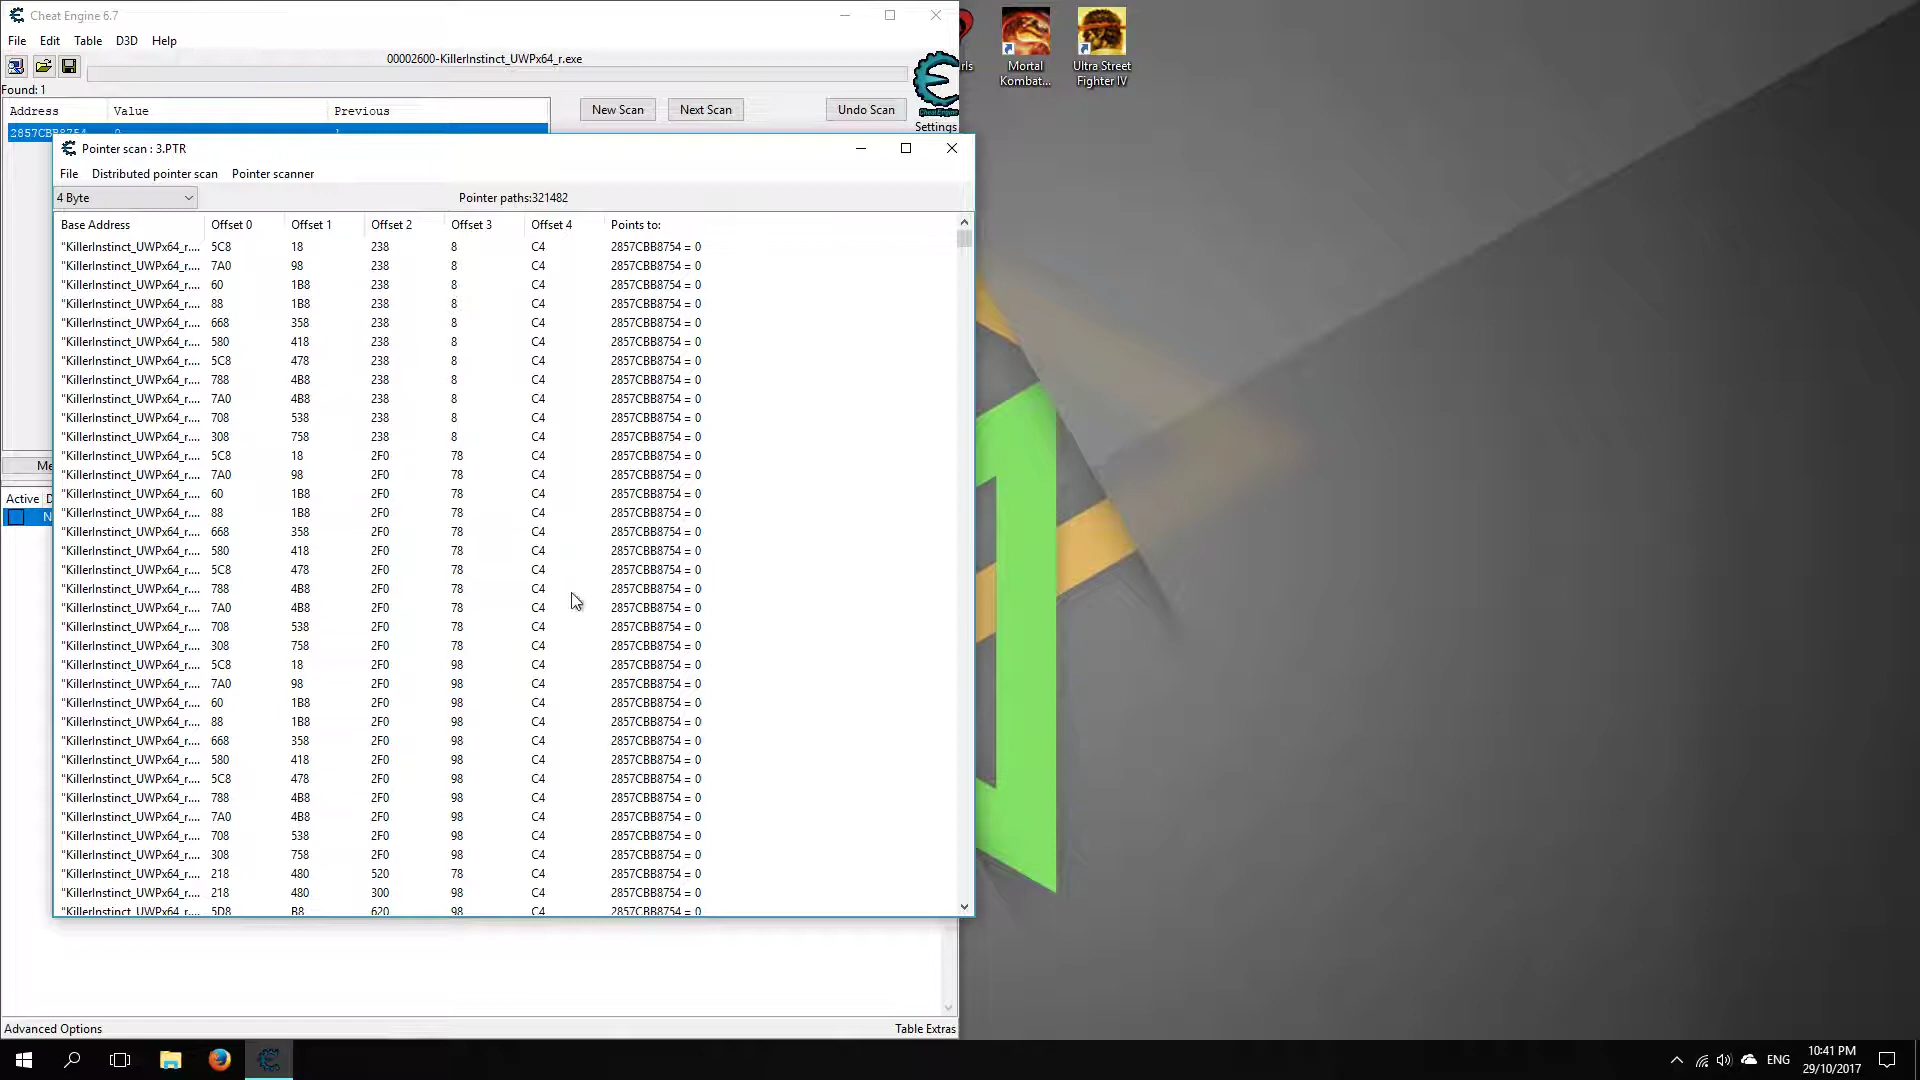 Cheat Engine 6.7
File Edit Table D3D Help
00002600-KillerInstinct_UWPx64_r.exe
Found: 1
Address Value Previous
New Scan Next Scan Undo Scan
Settings
Mortal Kombat...
Ultra Street Fighter IV
Pointer scan : 3.PTR
File Distributed pointer scan Pointer scanner
4 Byte Pointer paths:321482
Base Address Offset 0 Offset 1 Offset 2 Offset 3 Offset 4 Points to:
"KillerInstinct_UWPx64_r.... 5C8 18 238 8 C4 2857CBB8754 = 0
"KillerInstinct_UWPx64_r.... 7A0 98 238 8 C4 2857CBB8754 = 0
"KillerInstinct_UWPx64_r.... 60 1B8 238 8 C4 2857CBB8754 = 0
"KillerInstinct_UWPx64_r.... 88 1B8 238 8 C4 2857CBB8754 = 0
"KillerInstinct_UWPx64_r.... 668 358 238 8 C4 2857CBB8754 = 0
"KillerInstinct_UWPx64_r.... 580 418 238 8 C4 2857CBB8754 = 0
"KillerInstinct_UWPx64_r.... 5C8 478 238 8 C4 2857CBB8754 = 0
"KillerInstinct_UWPx64_r.... 788 4B8 238 8 C4 2857CBB8754 = 0
"KillerInstinct_UWPx64_r.... 7A0 4B8 238 8 C4 2857CBB8754 = 0
"KillerInstinct_UWPx64_r.... 708 538 238 8 C4 2857CBB8754 = 0
"KillerInstinct_UWPx64_r.... 308 758 238 8 C4 2857CBB8754 = 0
"KillerInstinct_UWPx64_r.... 5C8 18 2F0 78 C4 2857CBB8754 = 0
"KillerInstinct_UWPx64_r.... 7A0 98 2F0 78 C4 2857CBB8754 = 0
"KillerInstinct_UWPx64_r.... 60 1B8 2F0 78 C4 2857CBB8754 = 0
"KillerInstinct_UWPx64_r.... 88 1B8 2F0 78 C4 2857CBB8754 = 0
"KillerInstinct_UWPx64_r.... 668 358 2F0 78 C4 2857CBB8754 = 0
"KillerInstinct_UWPx64_r.... 580 418 2F0 78 C4 2857CBB8754 = 0
"KillerInstinct_UWPx64_r.... 5C8 478 2F0 78 C4 2857CBB8754 = 0
"KillerInstinct_UWPx64_r.... 788 4B8 2F0 78 C4 2857CBB8754 = 0
"KillerInstinct_UWPx64_r.... 7A0 4B8 2F0 78 C4 2857CBB8754 = 0
"KillerInstinct_UWPx64_r.... 708 538 2F0 78 C4 2857CBB8754 = 0
"KillerInstinct_UWPx64_r.... 308 758 2F0 78 C4 2857CBB8754 = 0
"KillerInstinct_UWPx64_r.... 5C8 18 2F0 98 C4 2857CBB8754 = 0
"KillerInstinct_UWPx64_r.... 7A0 98 2F0 98 C4 2857CBB8754 = 0
"KillerInstinct_UWPx64_r.... 60 1B8 2F0 98 C4 2857CBB8754 = 0
"KillerInstinct_UWPx64_r.... 88 1B8 2F0 98 C4 2857CBB8754 = 0
"KillerInstinct_UWPx64_r.... 668 358 2F0 98 C4 2857CBB8754 = 0
"KillerInstinct_UWPx64_r.... 580 418 2F0 98 C4 2857CBB8754 = 0
"KillerInstinct_UWPx64_r.... 5C8 478 2F0 98 C4 2857CBB8754 = 0
"KillerInstinct_UWPx64_r.... 788 4B8 2F0 98 C4 2857CBB8754 = 0
"KillerInstinct_UWPx64_r.... 7A0 4B8 2F0 98 C4 2857CBB8754 = 0
"KillerInstinct_UWPx64_r.... 708 538 2F0 98 C4 2857CBB8754 = 0
"KillerInstinct_UWPx64_r.... 308 758 2F0 98 C4 2857CBB8754 = 0
"KillerInstinct_UWPx64_r.... 218 480 520 78 C4 2857CBB8754 = 0
"KillerInstinct_UWPx64_r.... 218 480 300 98 C4 2857CBB8754 = 0
"KillerInstinct_UWPx64_r.... 5D8 B8 620 98 C4 2857CBB8754 = 0
Active
Advanced Options Table Extras
ENG 10:41 PM
29/10/2017